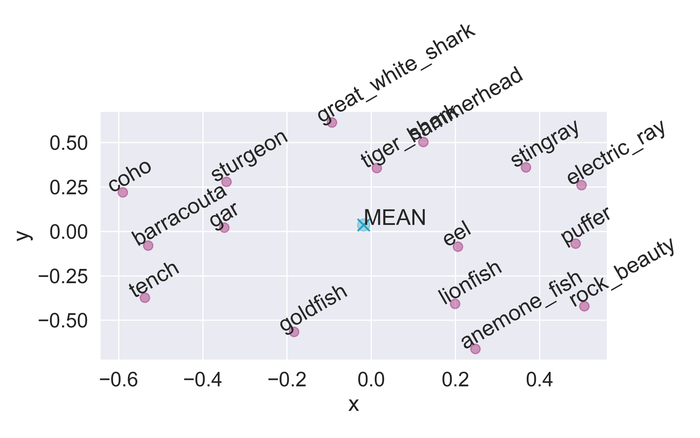 great_white_shark
hammerhead
tiger_shark
stingray
electric_ray
sturgeon
coho
barracouta
gar
MEAN
eel
puffer
tench
lionfish
rock_beauty
goldfish
anemone_fish
0.50
0.25
0.00
−0.25
−0.50
y
−0.6
−0.4
−0.2
0.0
0.2
0.4
x